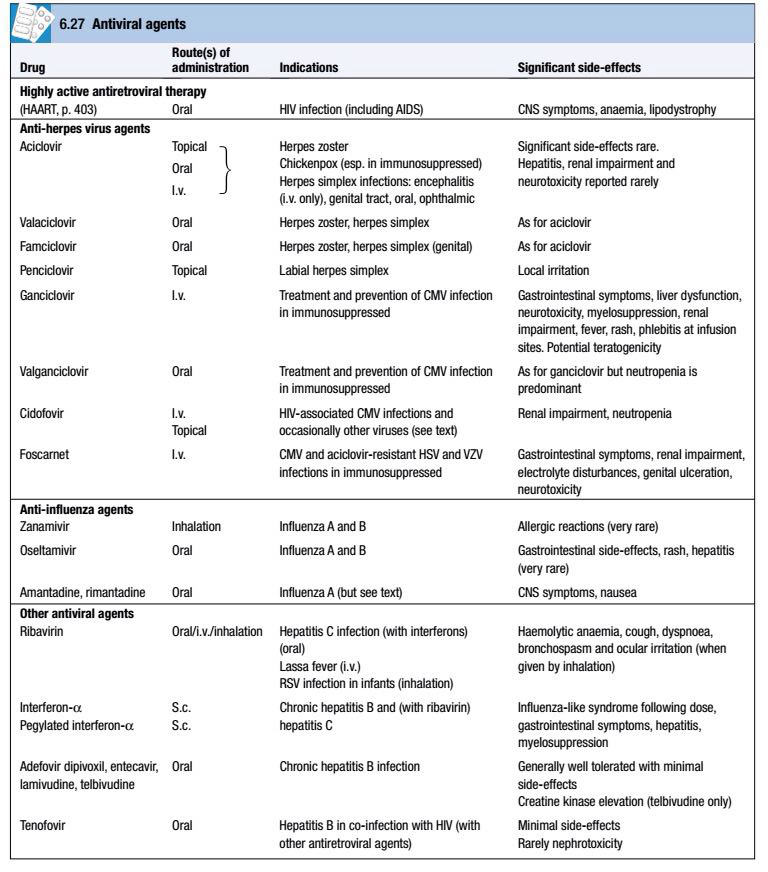 6.27 Antiviral agents
Drug
Route(s) of
administration
Indications
Significant side-effects
Highly active antiretroviral therapy
(HAART, p. 403)
Oral
HIV infection (including AIDS)
CNS symptoms, anaemia, lipodystrophy
Anti-herpes virus agents
Aciclovir
Topical
Oral
I.v.
Herpes zoster
Chickenpox (esp. in immunosuppressed)
Herpes simplex infections: encephalitis
(i.v. only), genital tract, oral, ophthalmic
Significant side-effects rare.
Hepatitis, renal impairment and
neurotoxicity reported rarely
Valaciclovir
Oral
Herpes zoster, herpes simplex
As for aciclovir
Famciclovir
Oral
Herpes zoster, herpes simplex (genital)
As for aciclovir
Penciclovir
Topical
Labial herpes simplex
Local irritation
Ganciclovir
I.v.
Treatment and prevention of CMV infection
in immunosuppressed
Gastrointestinal symptoms, liver dysfunction,
neurotoxicity, myelosuppression, renal
impairment, fever, rash, phlebitis at infusion
sites. Potential teratogenicity
Valganciclovir
Oral
Treatment and prevention of CMV infection
in immunosuppressed
As for ganciclovir but neutropenia is
predominant
Cidofovir
I.v.
Topical
HIV-associated CMV infections and
occasionally other viruses (see text)
Renal impairment, neutropenia
Foscarnet
I.v.
CMV and aciclovir-resistant HSV and VZV
infections in immunosuppressed
Gastrointestinal symptoms, renal impairment,
electrolyte disturbances, genital ulceration,
neurotoxicity
Anti-influenza agents
Zanamivir
Inhalation
Influenza A and B
Allergic reactions (very rare)
Oseltamivir
Oral
Influenza A and B
Gastrointestinal side-effects, rash, hepatitis
(very rare)
Amantadine, rimantadine
Oral
Influenza A (but see text)
CNS symptoms, nausea
Other antiviral agents
Ribavirin
Oral/i.v./inhalation
Hepatitis C infection (with interferons)
(oral)
Lassa fever (i.v.)
RSV infection in infants (inhalation)
Haemolytic anaemia, cough, dyspnoea,
bronchospasm and ocular irritation (when
given by inhalation)
Interferon-α
Pegylated interferon-α
S.c.
S.c.
Chronic hepatitis B and (with ribavirin)
hepatitis C
Influenza-like syndrome following dose,
gastrointestinal symptoms, hepatitis,
myelosuppression
Adefovir dipivoxil, entecavir,
lamivudine, telbivudine
Oral
Chronic hepatitis B infection
Generally well tolerated with minimal
side-effects
Creatine kinase elevation (telbivudine only)
Tenofovir
Oral
Hepatitis B in co-infection with HIV (with
other antiretroviral agents)
Minimal side-effects
Rarely nephrotoxicity